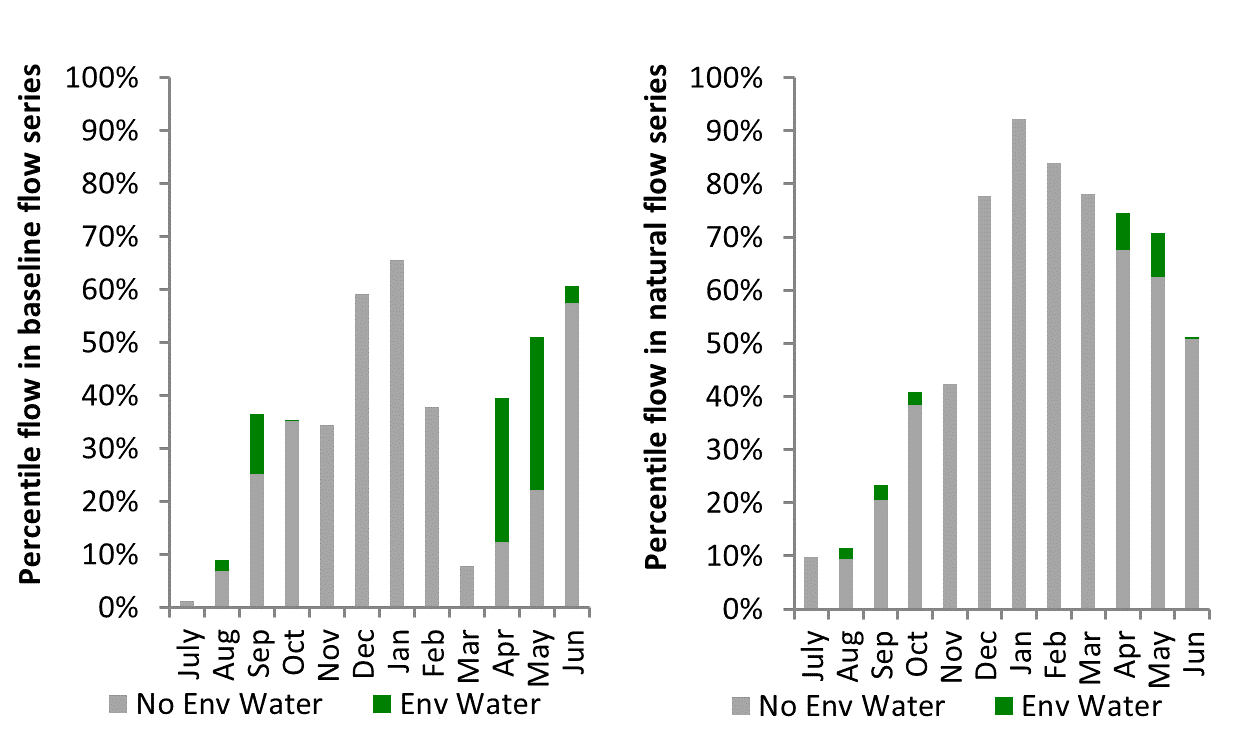 Percentile flow in baseline flow series
100%
90%
80%
70%
60%
50%
40%
30%
20%
10%
0%
July
Aug
Sep
Oct
Nov
Dec
Jan
Feb
Mar
Apr
May
Jun
No Env Water
Env Water
Percentile flow in natural flow series
100%
90%
80%
70%
60%
50%
40%
30%
20%
10%
0%
July
Aug
Sep
Oct
Nov
Dec
Jan
Feb
Mar
Apr
May
Jun
No Env Water
Env Water